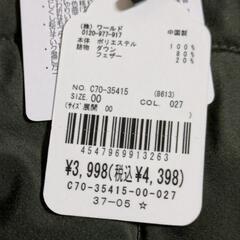 (株)ワールド 中国製
0120-977-917
本体 ポリエステル 100%
詰物 ダウン 80%
フェザー 20%
NO. C70-35415 (B613)
SIZE. 00 COL. 027
(サイズ展開 00 )
4547969913263
¥3,998(税込¥4,398)
C70-35415-00-027
37-05 ☆